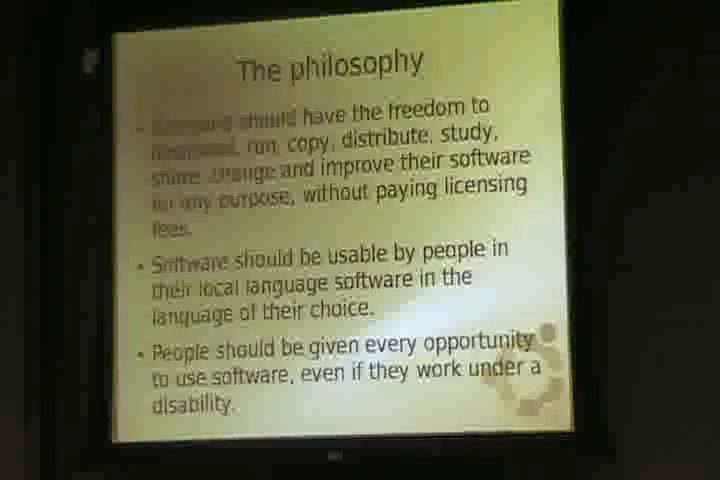 The philosophy
should have the freedom to
run, copy, distribute, study,
share, change and improve their software
for any purpose, without paying licensing
fees.
• Software should be usable by people in
their local language software in the
language of their choice.
• People should be given every opportunity
to use software, even if they work under a
disability.